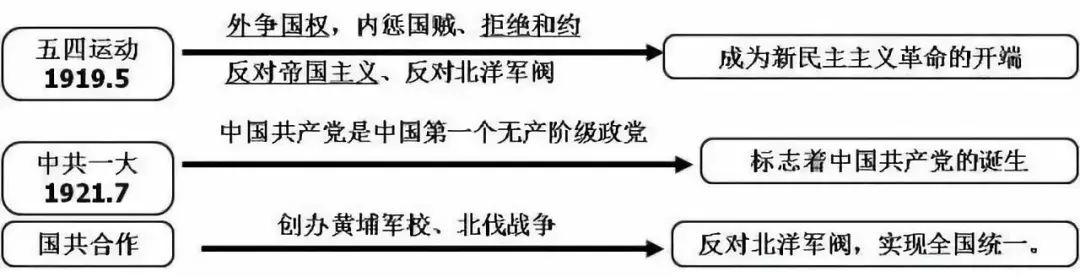 五四运动
1919.5
外争国权，内惩国贼、拒绝和约
反对帝国主义、反对北洋军阀
成为新民主主义革命的开端
中共一大
1921.7
中国共产党是中国第一个无产阶级政党
标志着中国共产党的诞生
国共合作
创办黄埔军校、北伐战争
反对北洋军阀，实现全国统一。